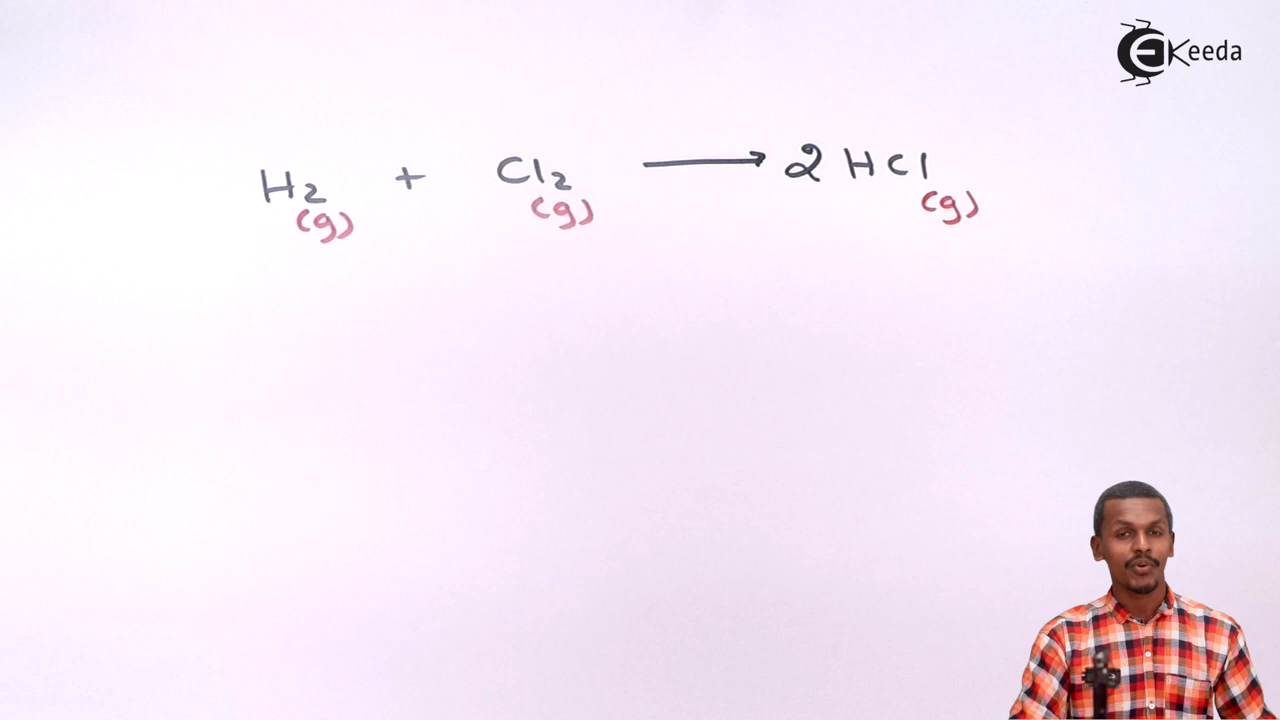 EKeeda
H2 + Cl2 ⟶ 2 HCl
(g) (g) (g)